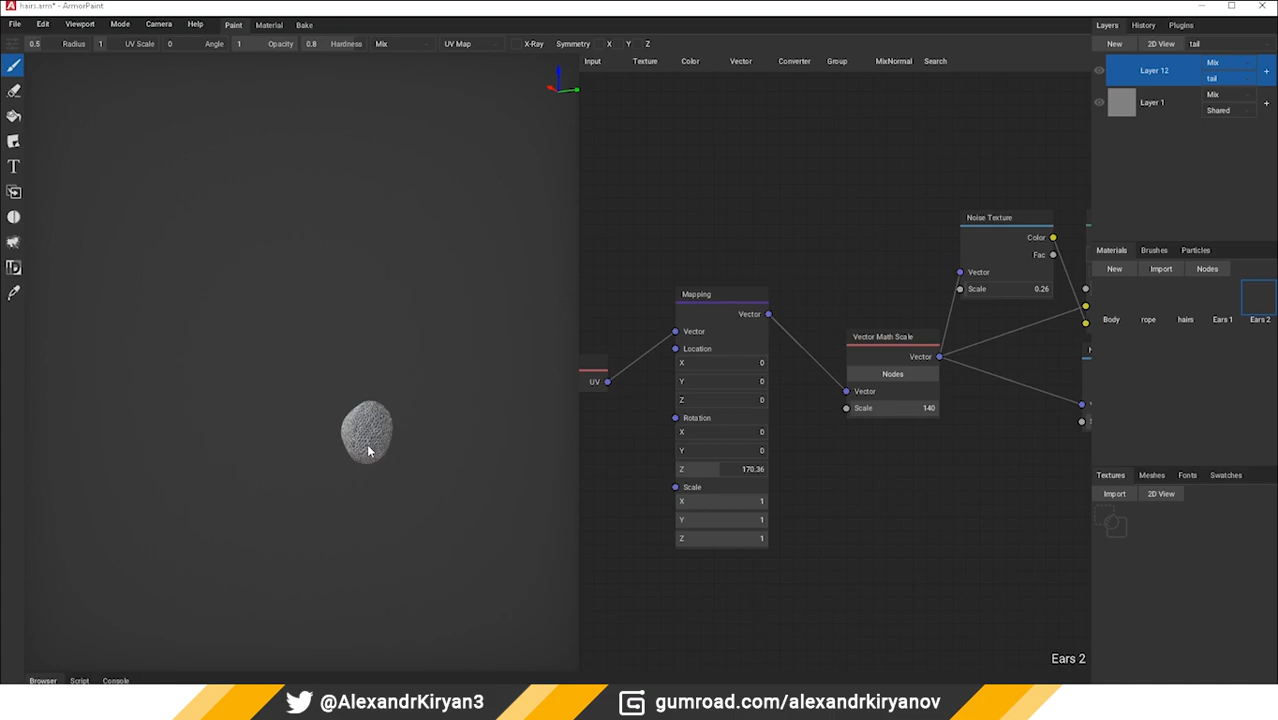 hairs.arm* - ArmorPaint
File Edit Viewport Mode Camera Help Paint Material Bake
Layers History Plugins
0.5 Radius 1 UV Scale 0 Angle 1 Opacity 0.8 Hardness Mix UV Map X-Ray Symmetry X Y Z
New 2D View tail
Input Texture Color Vector Converter Group MixNormal Search
Layer 12 Mix
tail
Layer 1 Mix
Shared
Noise Texture
Color
Fac
Vector
Scale 0.26
Materials Brushes Particles
New Import Nodes
Body rope hairs Ears 1 Ears 2
Mapping
Vector
Vector
Location
X 0
Y 0
Z 0
Rotation
X 0
Y 0
Z 170.36
Scale
X 1
Y 1
Z 1
UV
Vector Math Scale
Vector
Nodes
Vector
Scale 140
Textures Meshes Fonts Swatches
Import 2D View
Ears 2
Browser Script Console
@AlexandrKiryan3 gumroad.com/alexandrkiryanov